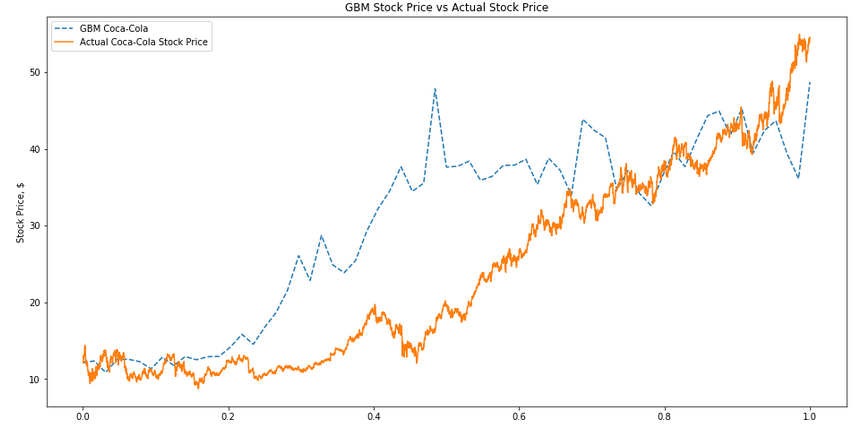 GBM Stock Price vs Actual Stock Price
GBM Coca-Cola
Actual Coca-Cola Stock Price
Stock Price, $
50
40
30
20
10
0.0 0.2 0.4 0.6 0.8 1.0